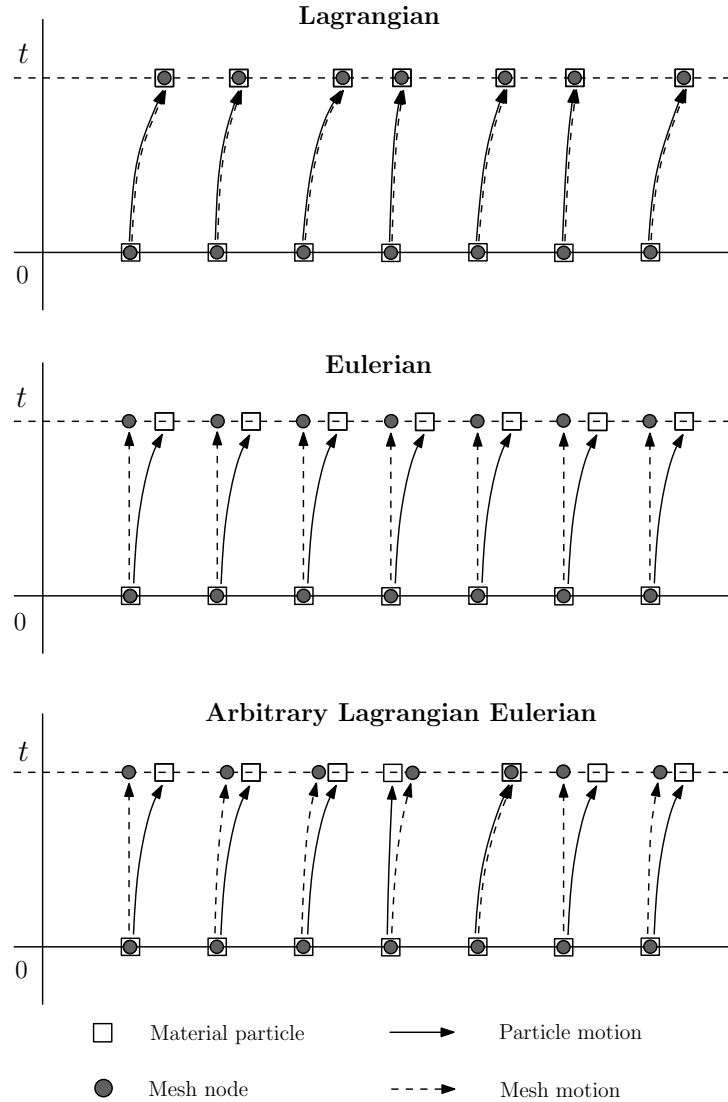 Lagrangian
t
0
Eulerian
t
0
Arbitrary Lagrangian Eulerian
t
0
Material particle
Particle motion
Mesh node
Mesh motion